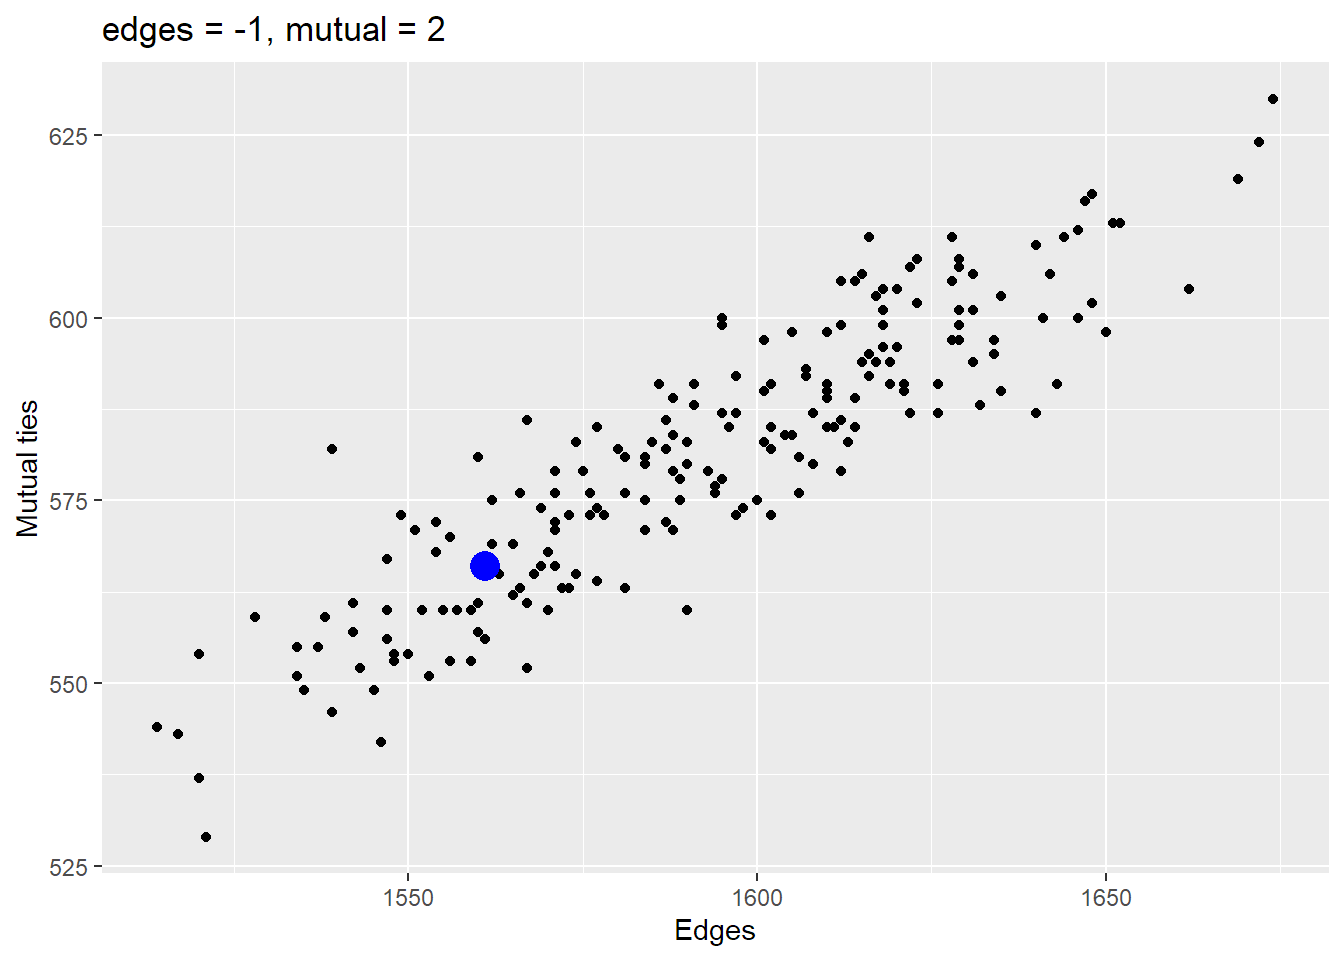 edges = -1, mutual = 2
Mutual ties
625
600
575
550
525
1550
1600
1650
Edges